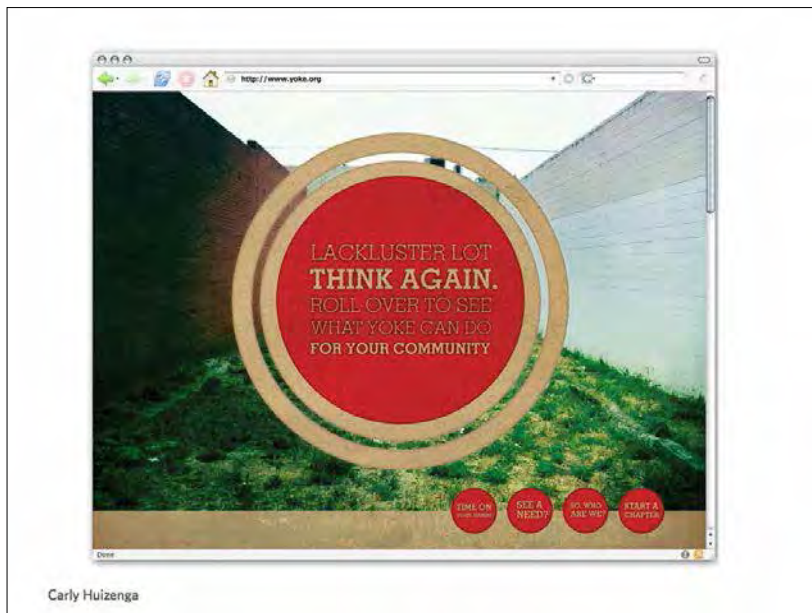 http://www.yoke.org
LACKLUSTER LOT
THINK AGAIN.
ROLL OVER TO SEE
WHAT YOKE CAN DO
FOR YOUR COMMUNITY
TIME ON
SEE A
NEED?
SO, WHO
ARE WE?
START A
CHAPTER
Done
Carly Huizenga